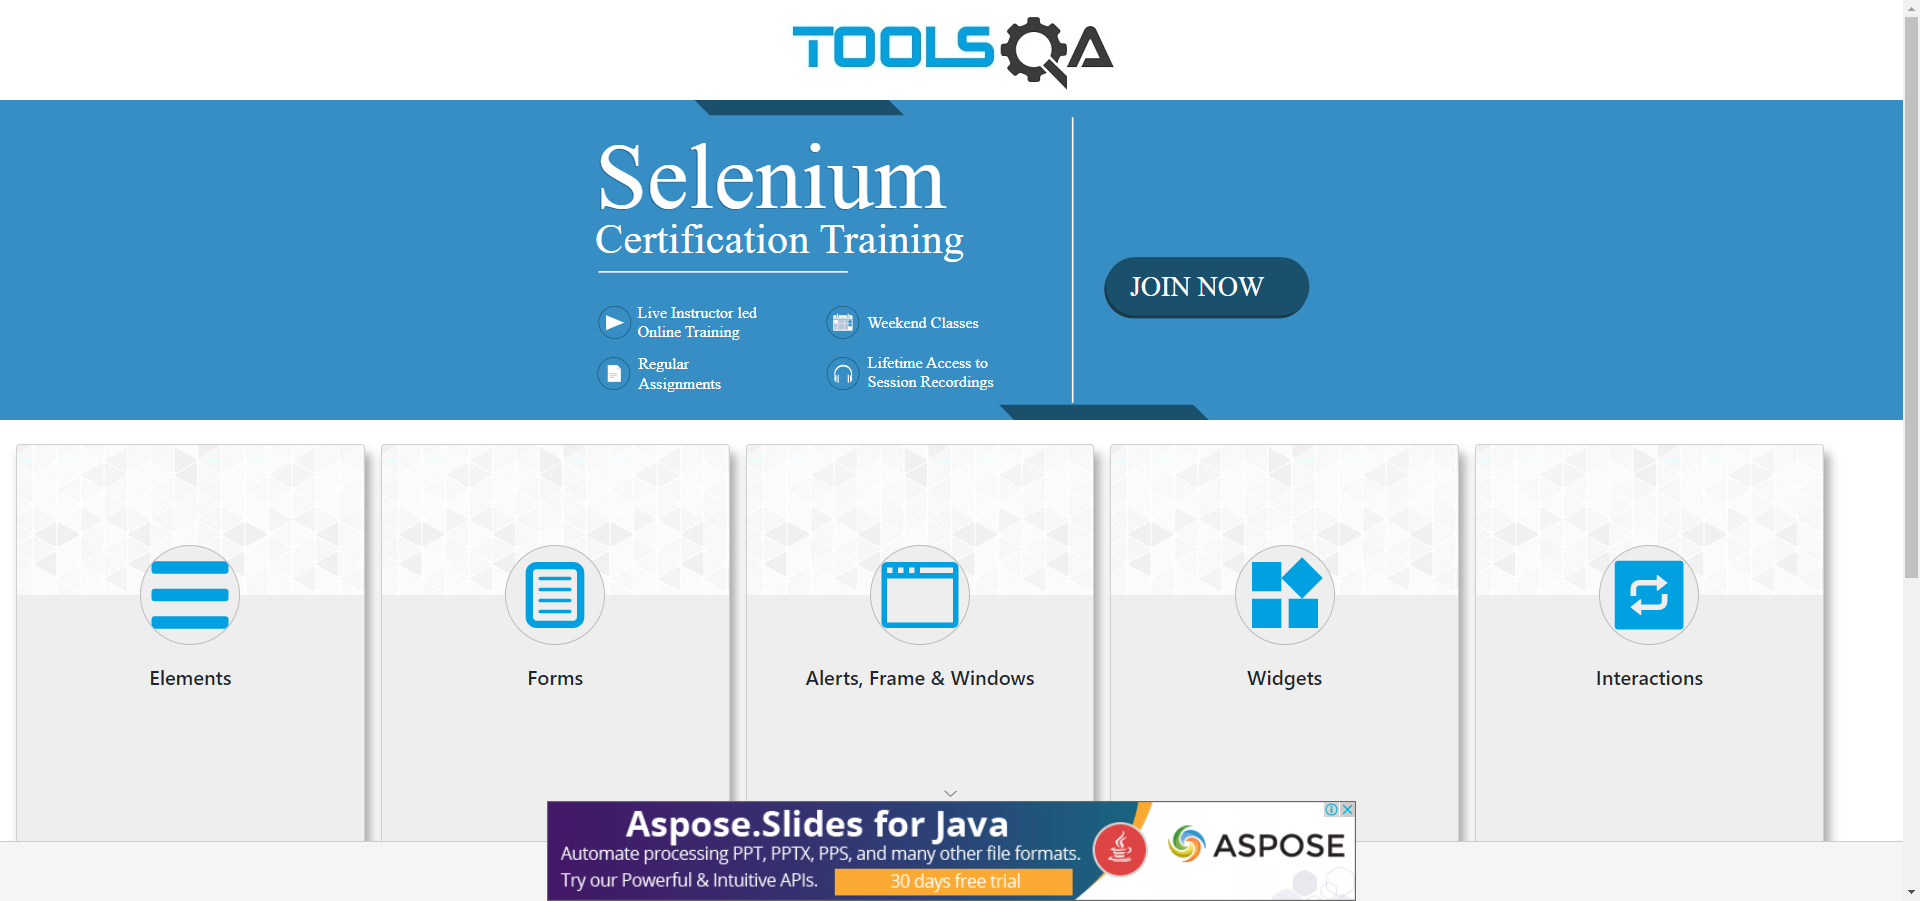 TOOLSQA
Selenium
Certification Training
JOIN NOW
Live Instructor led
Online Training
Weekend Classes
Regular
Assignments
Lifetime Access to
Session Recordings
Elements
Forms
Alerts, Frame & Windows
Widgets
Interactions
Aspose.Slides for Java
Automate processing PPT, PPTX, PPS, and many other file formats.
Try our Powerful & Intuitive APIs.
30 days free trial
ASPOSE